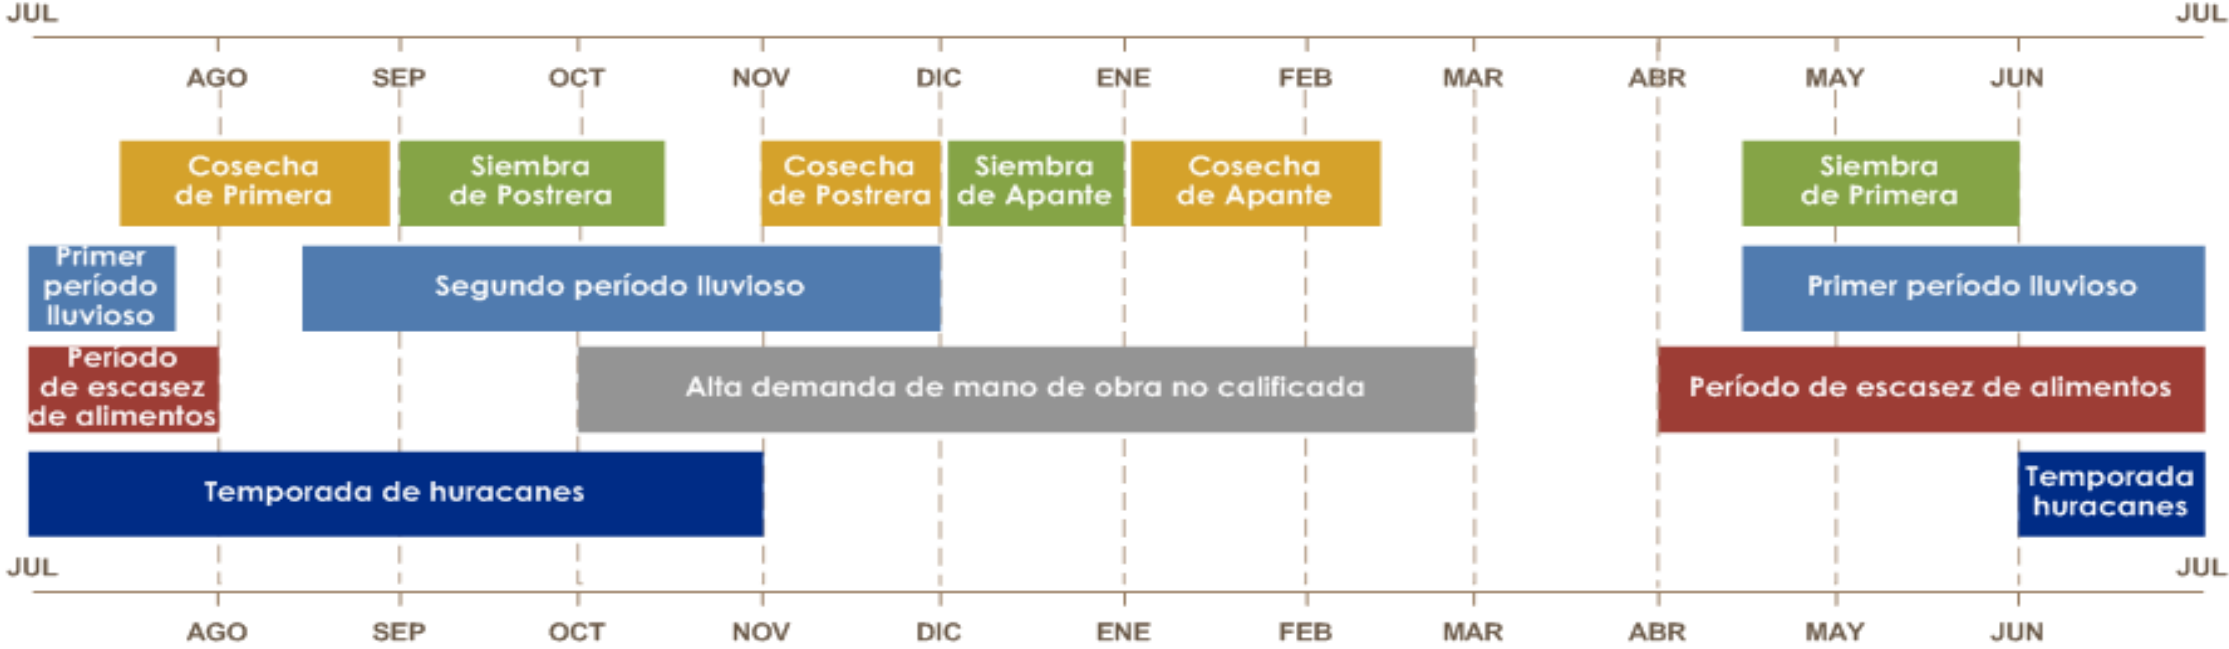 JUL JUL
AGO SEP OCT NOV DIC ENE FEB MAR ABR MAY JUN
Cosecha
de Primera
Siembra
de Postrera
Cosecha
de Postrera
Siembra
de Apante
Cosecha
de Apante
Siembra
de Primera
Primer
período
lluvioso
Segundo período lluvioso
Primer período lluvioso
Período
de escasez
de alimentos
Alta demanda de mano de obra no calificada
Período de escasez de alimentos
Temporada de huracanes
Temporada
huracanes
JUL JUL
AGO SEP OCT NOV DIC ENE FEB MAR ABR MAY JUN